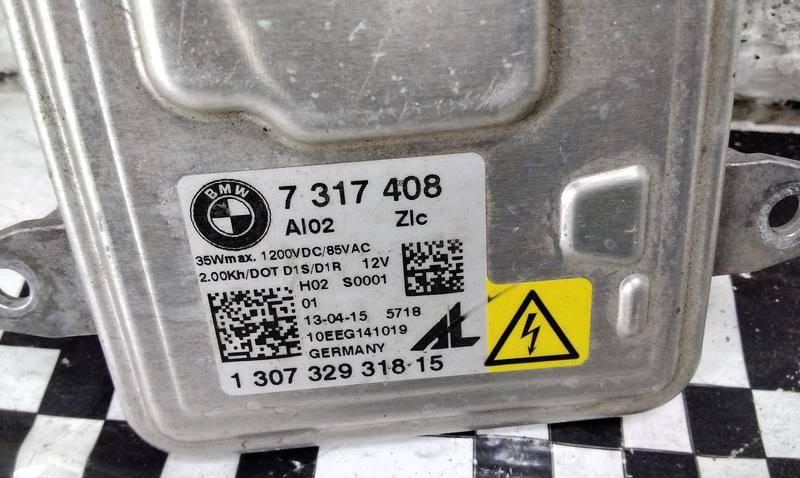 BMW
7 317 408
AI02 Zlc
35Wmax. 1200VDC/85VAC
2.00Kh/DOT D1S/D1R 12V
H02 S0001
01
13-04-15 5718
10EEG141019
GERMANY
AL
1 307 329 318 15